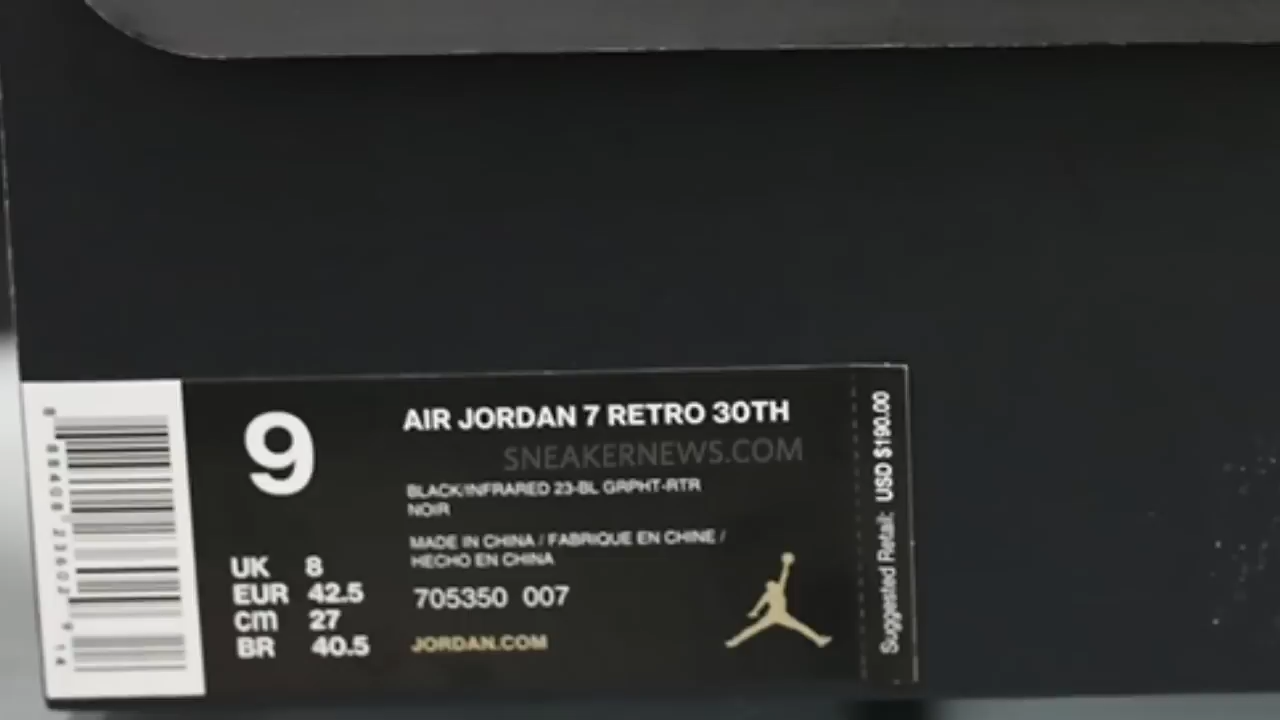 9
AIR JORDAN 7 RETRO 30TH
SNEAKERNEWS.COM
BLACK/INFRARED 23-BL GRPHT-RTR
NOIR
MADE IN CHINA / FABRIQUE EN CHINE /
HECHO EN CHINA
UK 8
EUR 42.5
cm 27
BR 40.5
705350 007
JORDAN.COM
Suggested Retail: USD $190.00